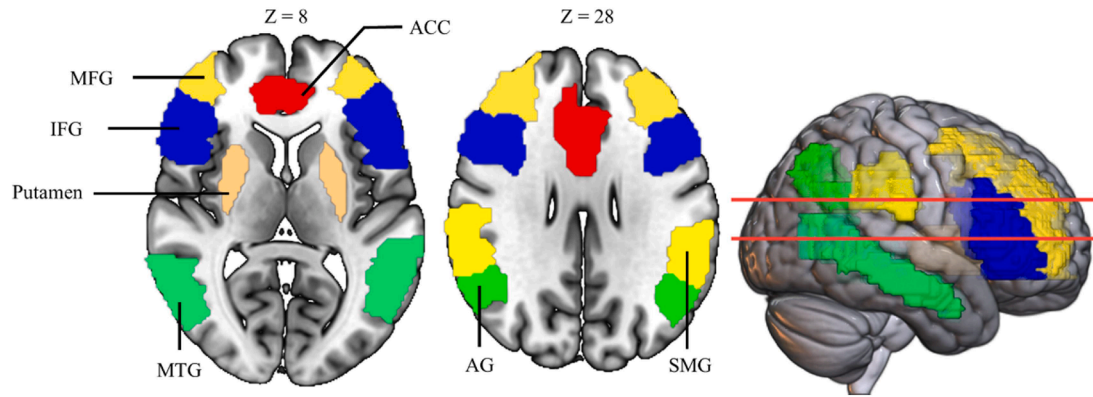 Z = 8
ACC
Z = 28
MFG
IFG
Putamen
MTG
AG
SMG